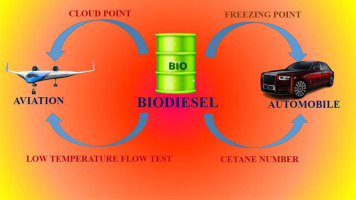 CLOUD POINT
FREEZING POINT
BIO
AVIATION
BIODIESEL
AUTOMOBILE
LOW TEMPERATURE FLOW TEST
CETANE NUMBER